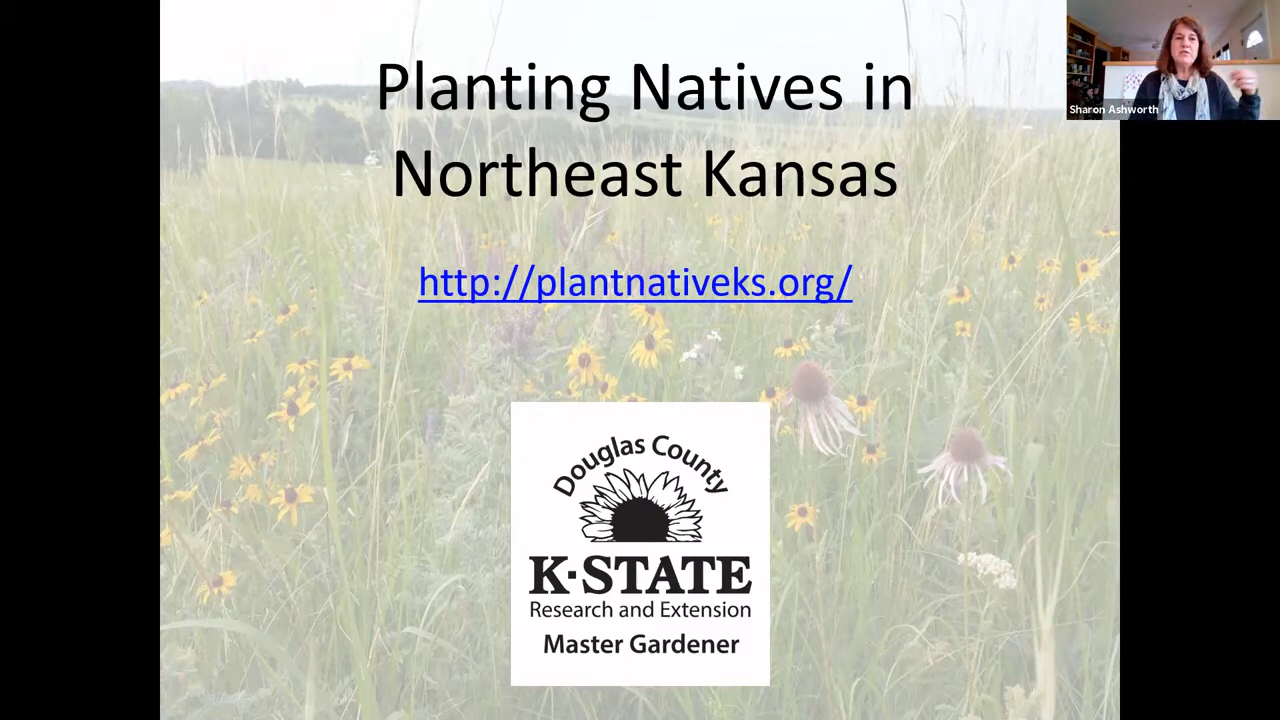 Planting Natives in
Northeast Kansas
http://plantnativeks.org/
Douglas County
K·STATE
Research and Extension
Master Gardener
Sharon Ashworth